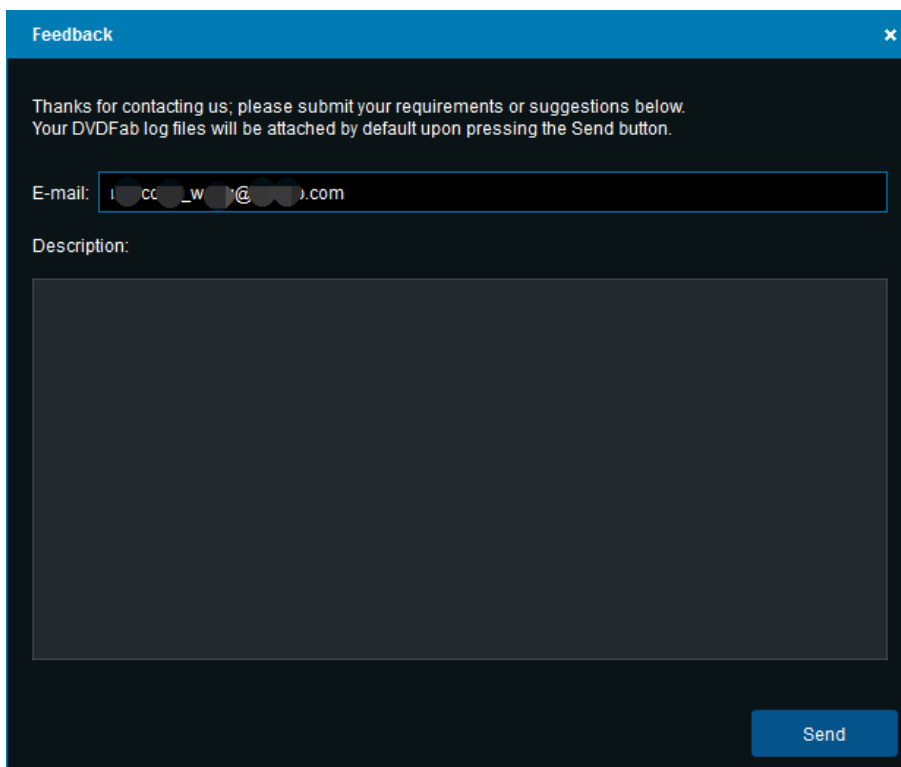 Feedback
Thanks for contacting us; please submit your requirements or suggestions below.
Your DVDFab log files will be attached by default upon pressing the Send button.
E-mail:
.com
Description:
Send